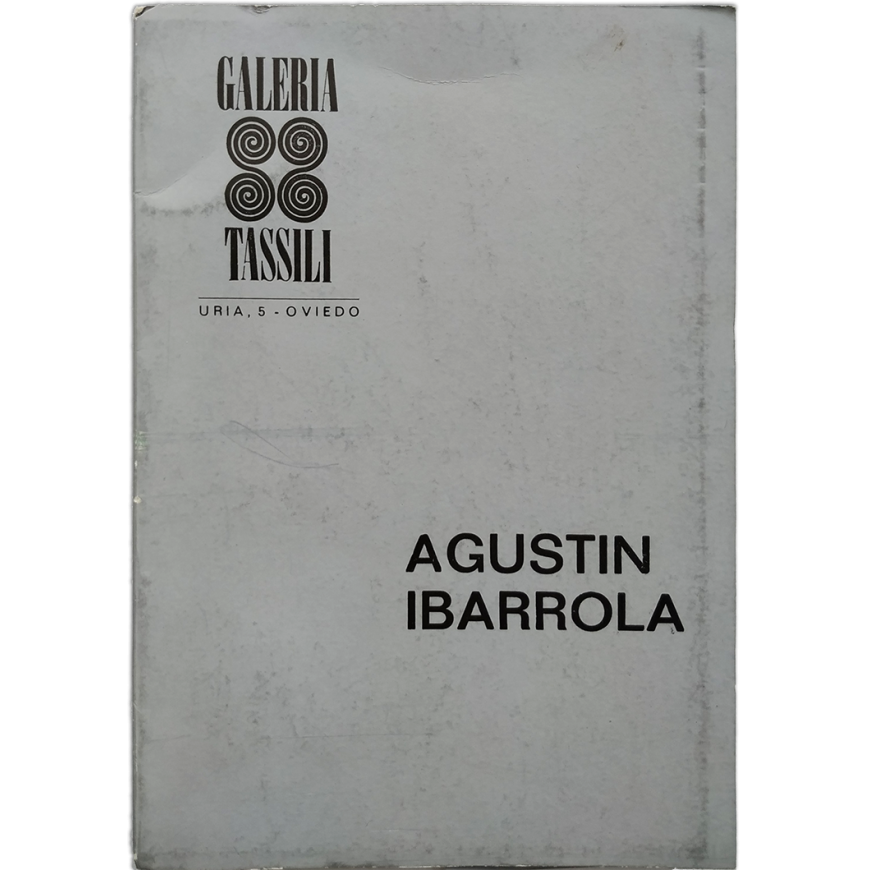 GALERIA
TASSILI
URIA, 5 - OVIEDO
AGUSTIN
IBARROLA